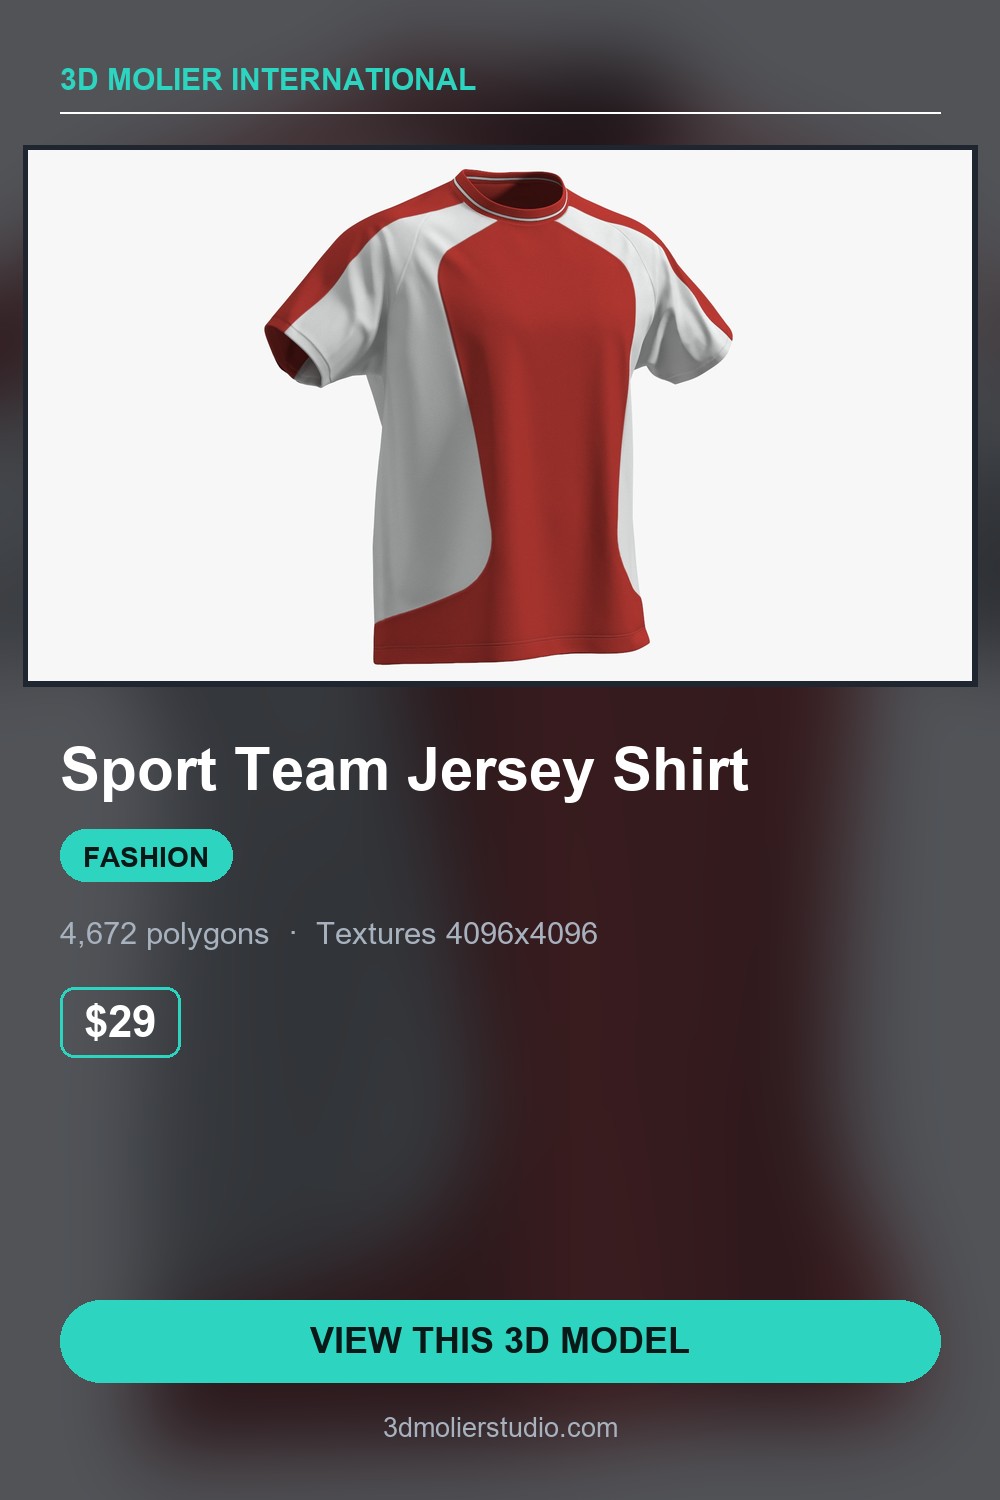 3D MOLIER INTERNATIONAL
Sport Team Jersey Shirt
FASHION
4,672 polygons · Textures 4096x4096
$29
VIEW THIS 3D MODEL
3dmolierstudio.com